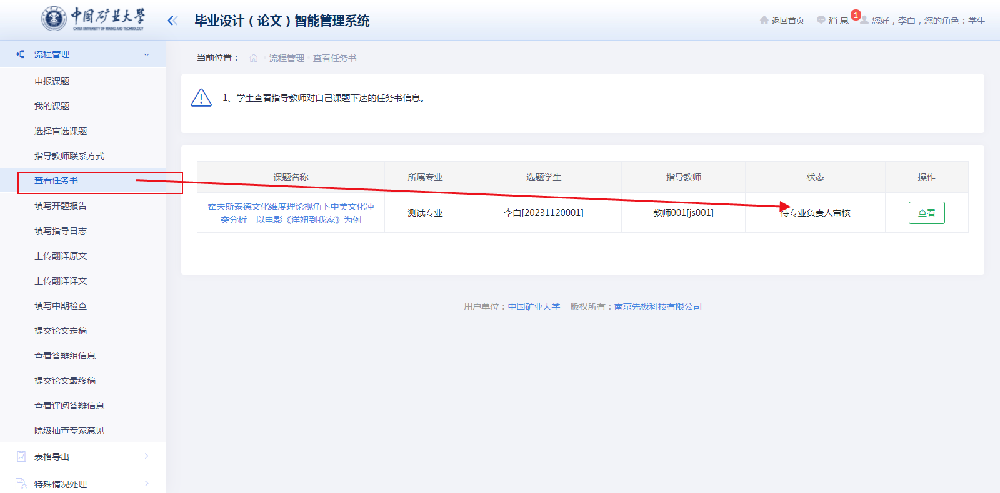 中国矿业大学
CHINA UNIVERSITY OF MINING AND TECHNOLOGY
毕业设计（论文）智能管理系统
返回首页
消 息
1
您好，李白，您的角色：学生
流程管理
申报课题
我的课题
选择盲选课题
指导教师联系方式
查看任务书
填写开题报告
填写指导日志
上传翻译原文
上传翻译译文
填写中期检查
提交论文定稿
查看答辩组信息
提交论文最终稿
查看评阅答辩信息
院级抽查专家意见
表格导出
特殊情况处理
当前位置：
流程管理
查看任务书
1、学生查看指导教师对自己课题下达的任务书信息。
课题名称 所属专业 选题学生 指导教师 状态 操作
霍夫斯泰德文化维度理论视角下中美文化冲
突分析—以电影《洋妞到我家》为例
测试专业
李白[20231120001]
教师001[js001]
待专业负责人审核
查看
用户单位：中国矿业大学 版权所有：南京先极科技有限公司